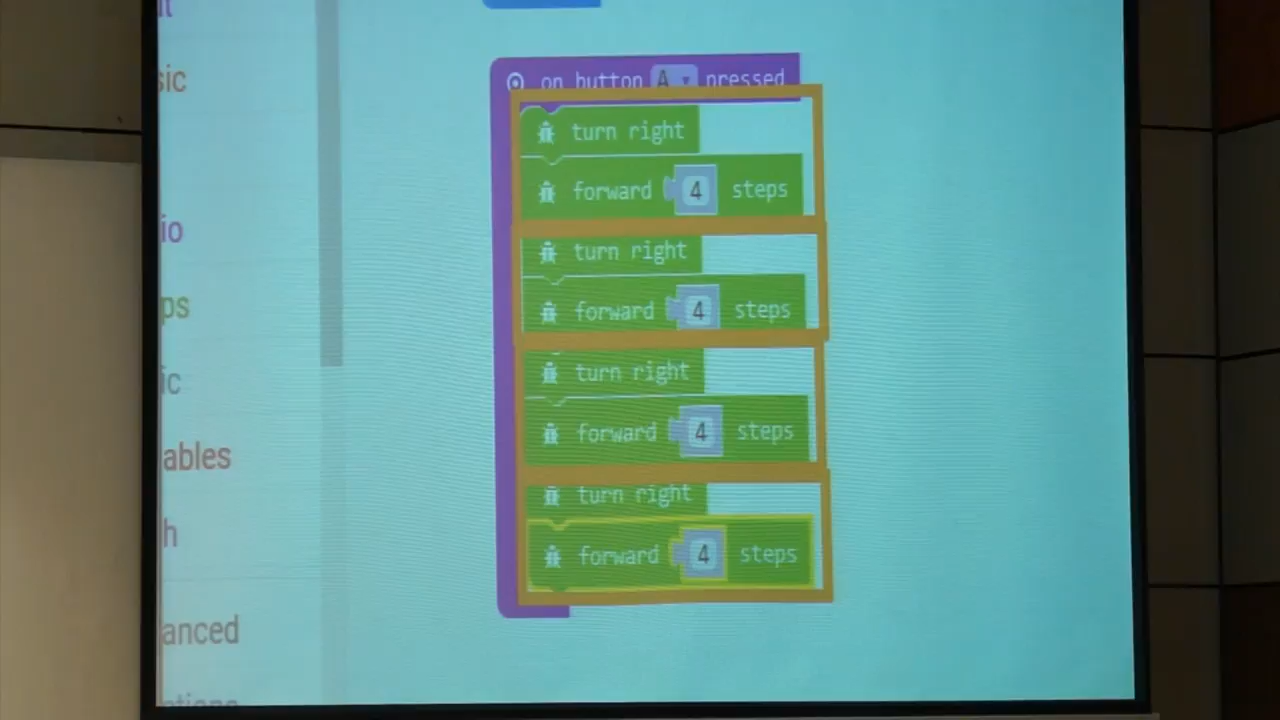 sic
io
ps
ic
ables
h
anced
on button A ▾ pressed
turn right
forward 4 steps
turn right
forward 4 steps
turn right
forward 4 steps
turn right
forward 4 steps